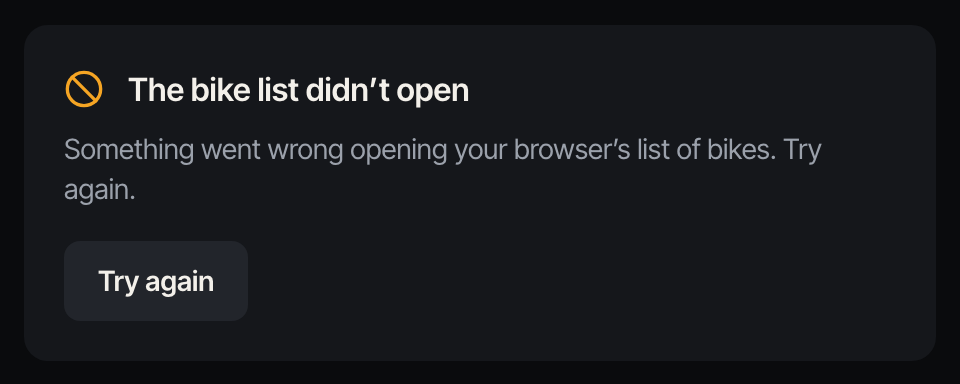 The bike list didn’t open
Something went wrong opening your browser’s list of bikes. Try
again.
Try again